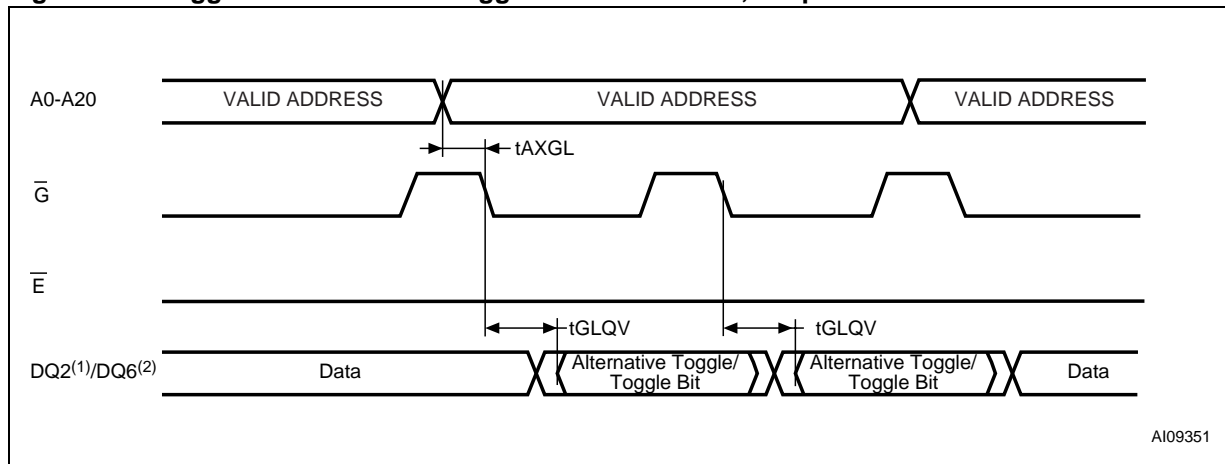 A0-A20
VALID ADDRESS
VALID ADDRESS
VALID ADDRESS
tAXGL
G
E
tGLQV
tGLQV
DQ2(1)/DQ6(2)
Data
Alternative Toggle/
Toggle Bit
Alternative Toggle/
Toggle Bit
Data
AI09351